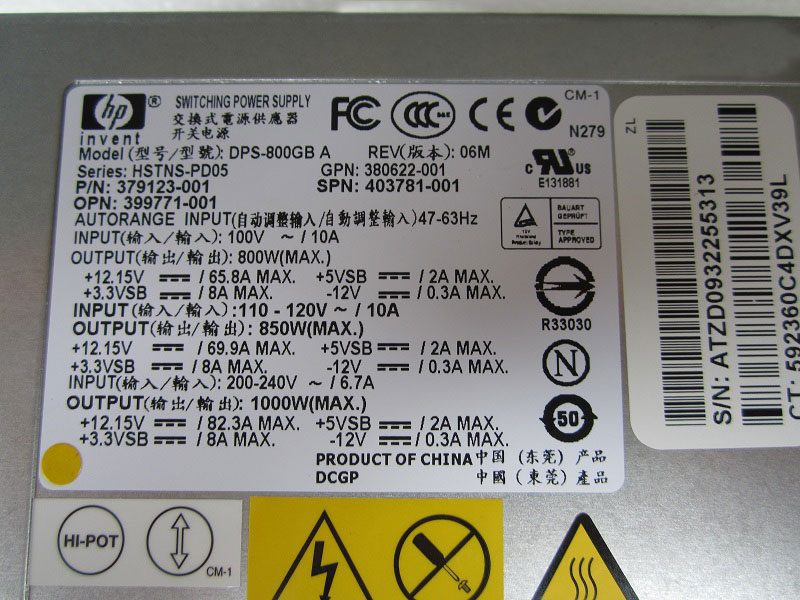 hp ® SWITCHING POWER SUPPLY
交換式電源供應器
invent 开关电源
FC CCC S&E CE CM-1
N279
Model (型号/型號): DPS-800GB A REV(版本): 06M
Series: HSTNS-PD05 GPN: 380622-001
P/N: 379123-001 SPN: 403781-001
OPN: 399771-001
c RU US
E131881
AUTORANGE INPUT(自动调整输入/自動調整輸入)47-63Hz
BAUART
GEPRÜFT
TYPE
APPROVED
INPUT(输入/輸入): 100V ~ / 10A
OUTPUT(输出/輸出): 800W(MAX.)
+12.15V / 65.8A MAX. +5VSB / 2A MAX.
+3.3VSB / 8A MAX. -12V / 0.3A MAX.
INPUT (输入/輸入):110 - 120V ~ / 10A
OUTPUT(输出/輸出): 850W(MAX.)
R33030
+12.15V / 69.9A MAX. +5VSB / 2A MAX.
+3.3VSB / 8A MAX. -12V / 0.3A MAX.
N
INPUT(输入/輸入): 200-240V ~ / 6.7A
OUTPUT(输出/輸出): 1000W(MAX.)
+12.15V / 82.3A MAX. +5VSB / 2A MAX.
+3.3VSB / 8A MAX. -12V / 0.3A MAX.
50
PRODUCT OF CHINA 中国 (东莞) 产品
DCGP 中國 (東莞) 產品
HI-POT
CM-1
ZL
S/N: ATZD0932255313
CT: 592360C4DXV39L